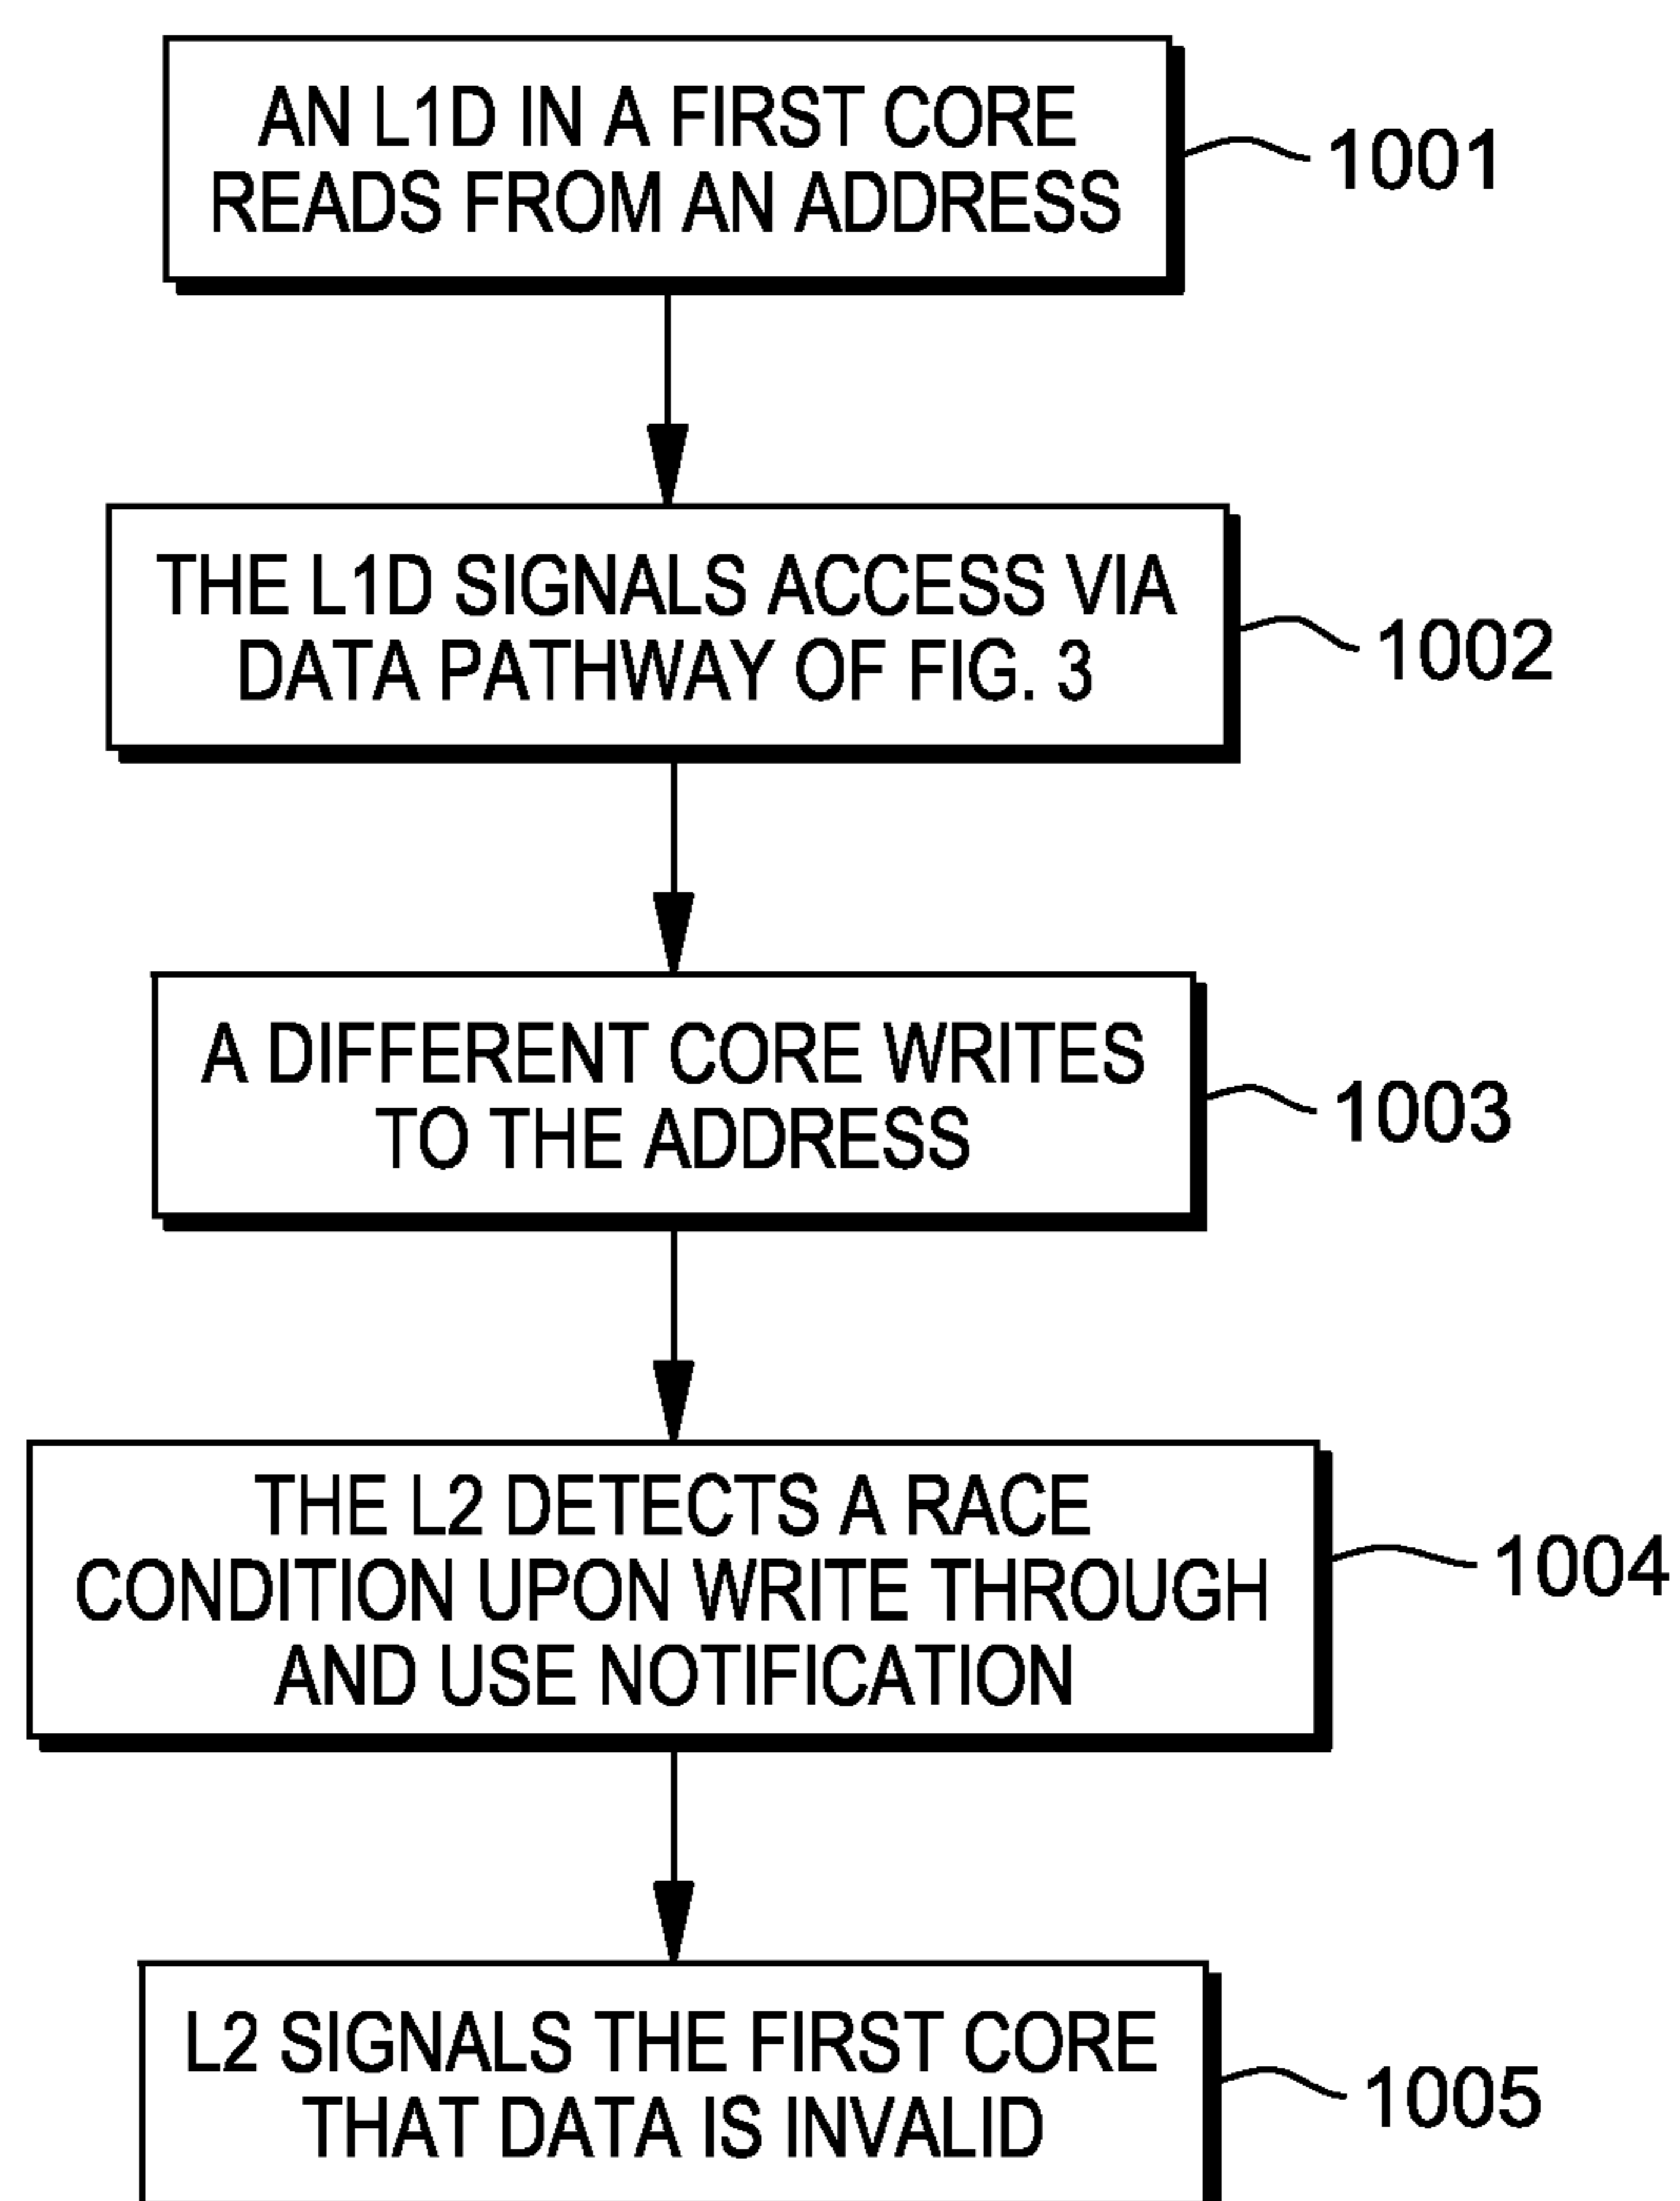 AN L1D IN A FIRST CORE
READS FROM AN ADDRESS
1001
THE L1D SIGNALS ACCESS VIA
DATA PATHWAY OF FIG. 3
1002
A DIFFERENT CORE WRITES
TO THE ADDRESS
1003
THE L2 DETECTS A RACE
CONDITION UPON WRITE THROUGH
AND USE NOTIFICATION
1004
L2 SIGNALS THE FIRST CORE
THAT DATA IS INVALID
1005